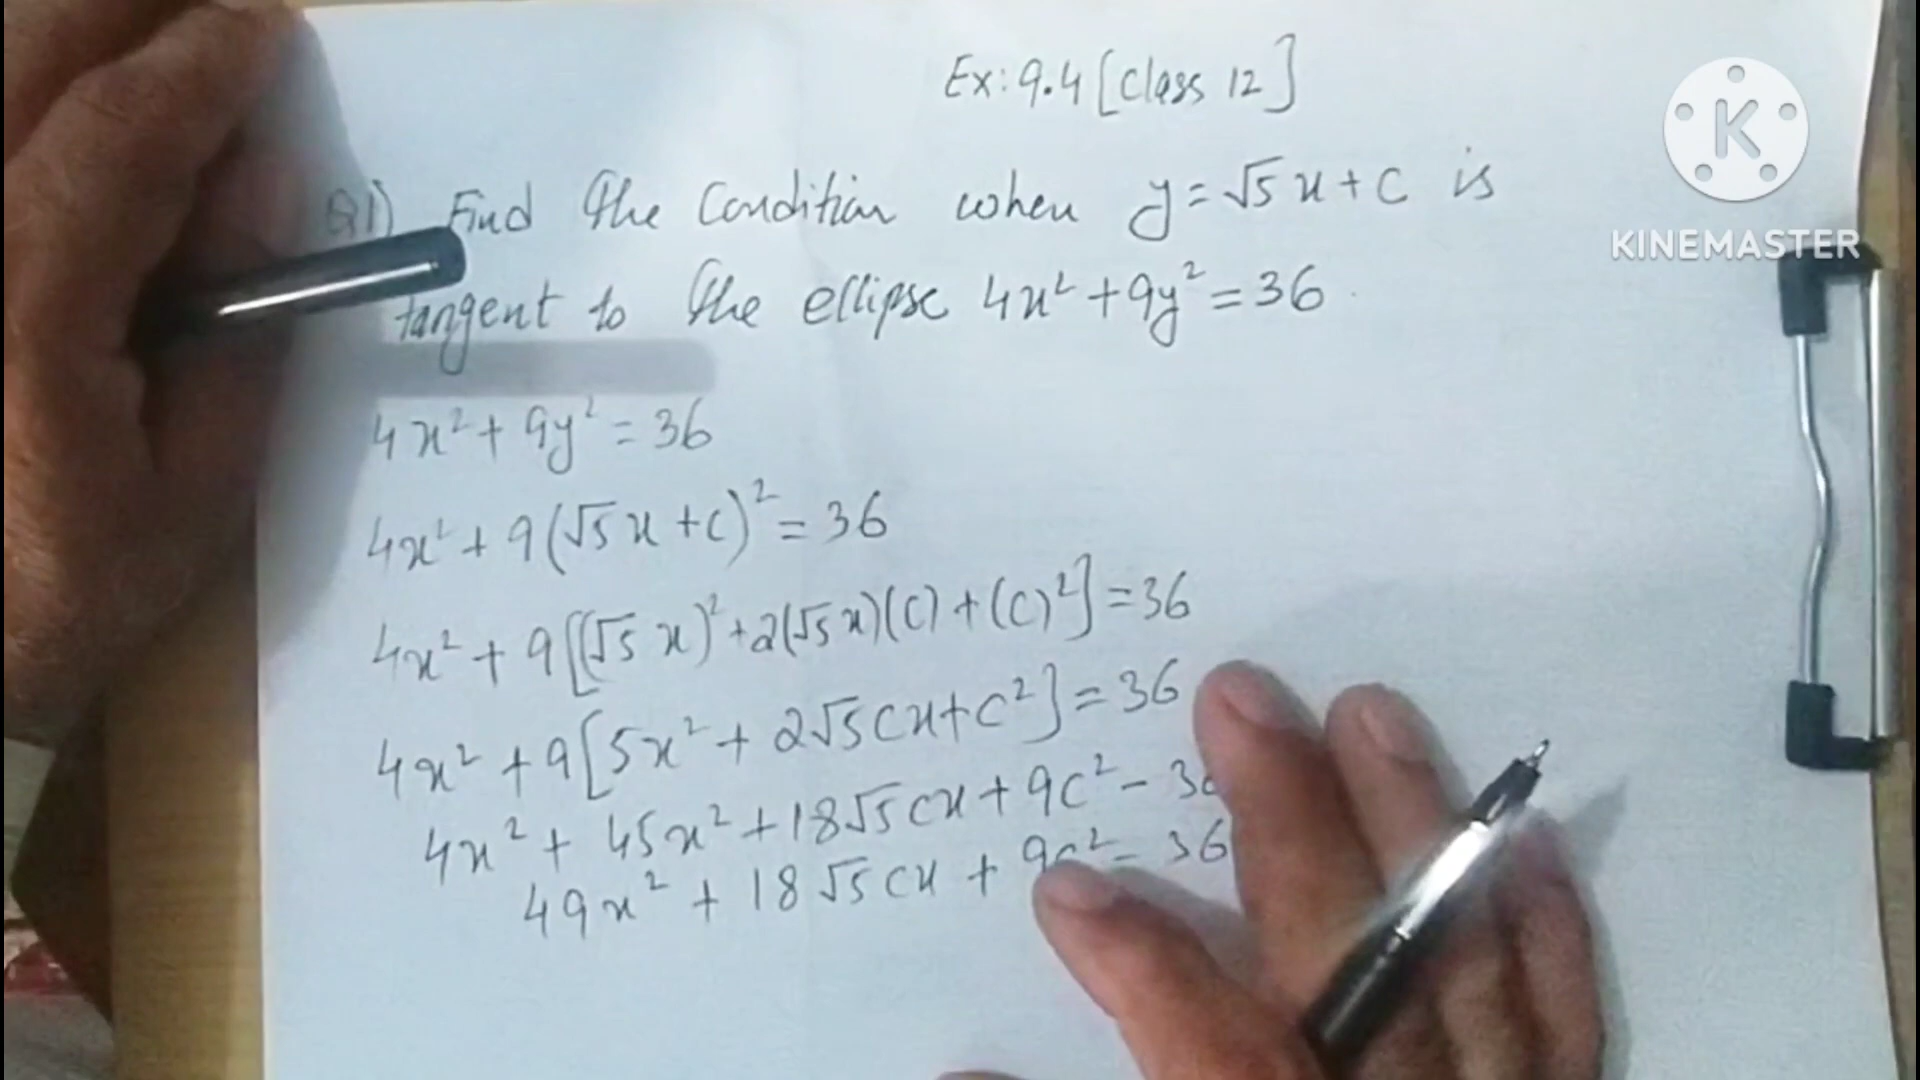 Ex: 9.4 [Class 12]
K
KINEMASTER
Q1) Find the Condition when y = √5 x + c is
tangent to the ellipse 4x² + 9y² = 36.
4x² + 9y² = 36
4x² + 9(√5 x + c)² = 36
4x² + 9[(√5 x)² + 2(√5 x)(c) + (c)²] = 36
4x² + 9[5x² + 2√5 cx + c²] = 36
4x² + 45x² + 18√5 cx + 9c² - 36
49x² + 18√5 cx + 9c² - 36